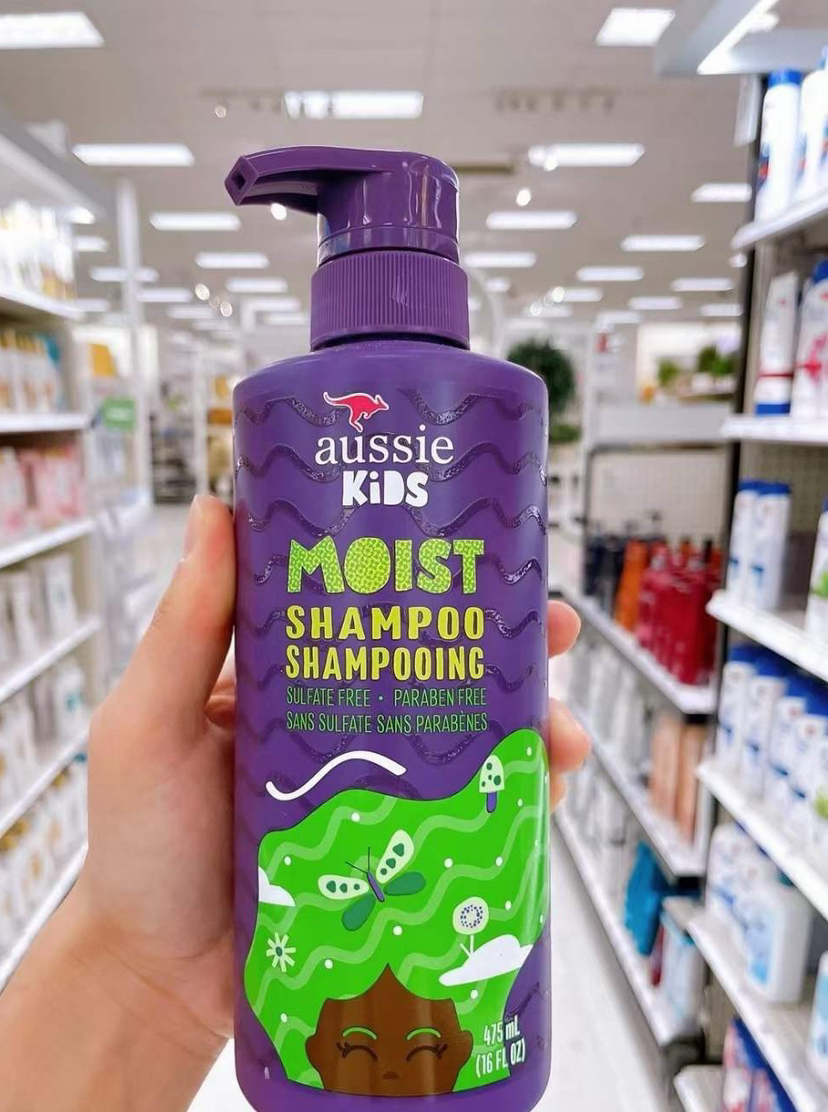 aussie
KiDS
MOIST
SHAMPOO
SHAMPOOING
SULFATE FREE • PARABEN FREE
SANS SULFATE SANS PARABÈNES
475 mL
(16 FL OZ)